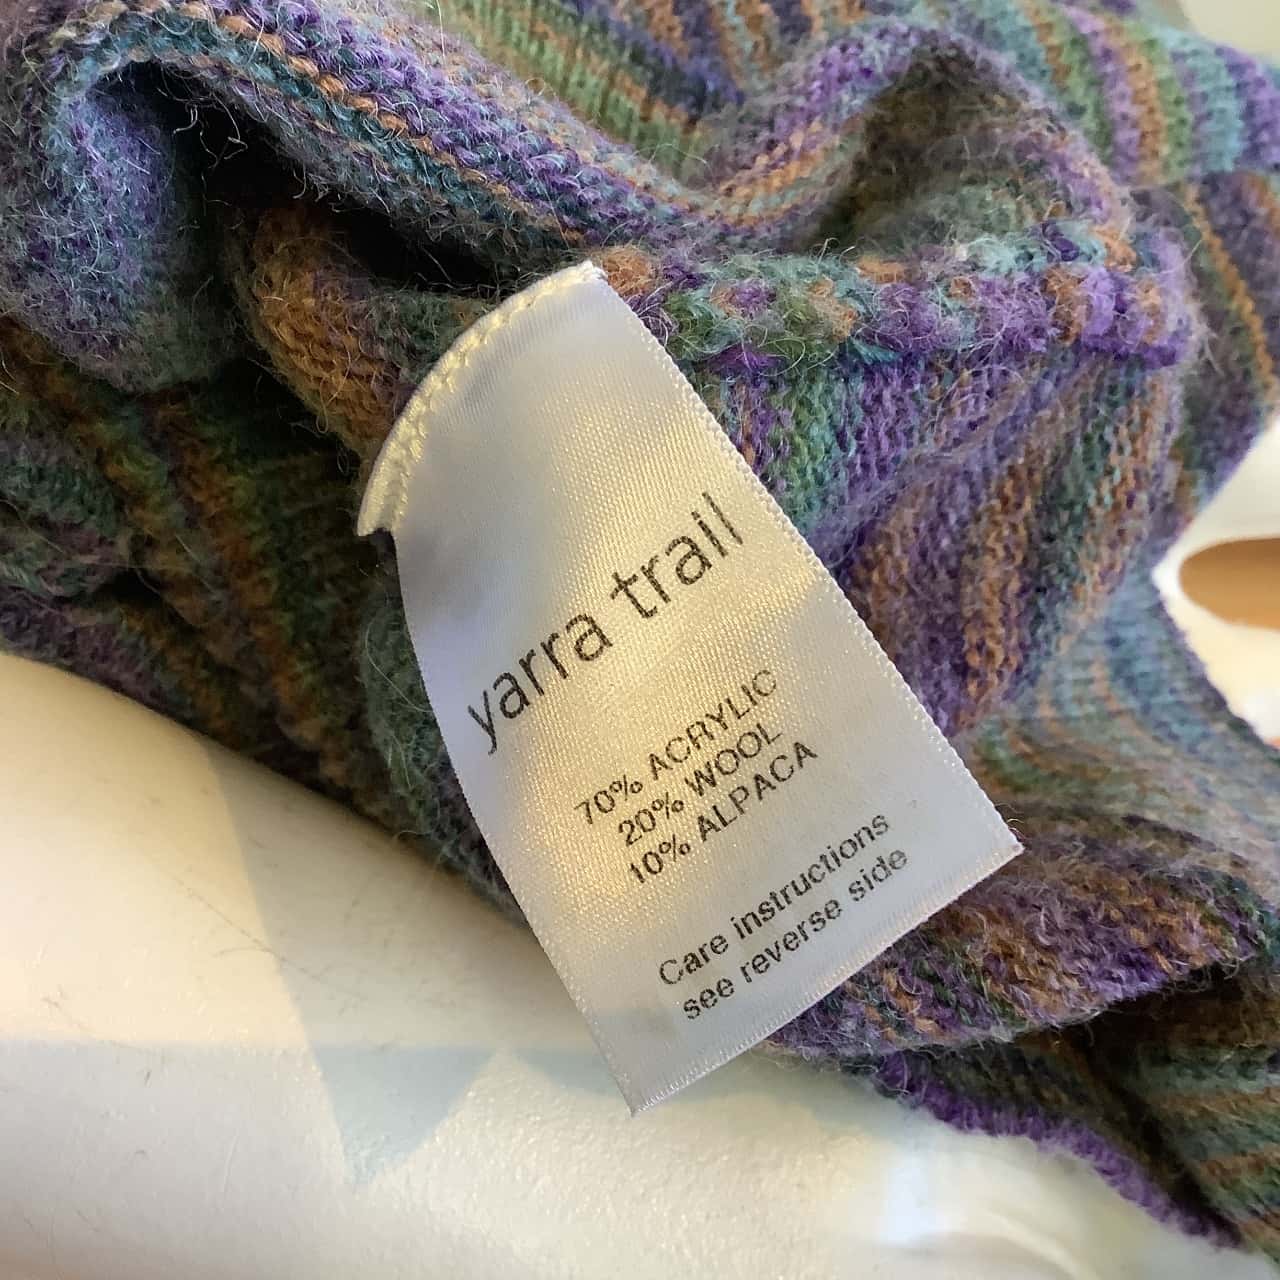 yarra trail
70% ACRYLIC
20% WOOL
10% ALPACA
Care instructions
see reverse side